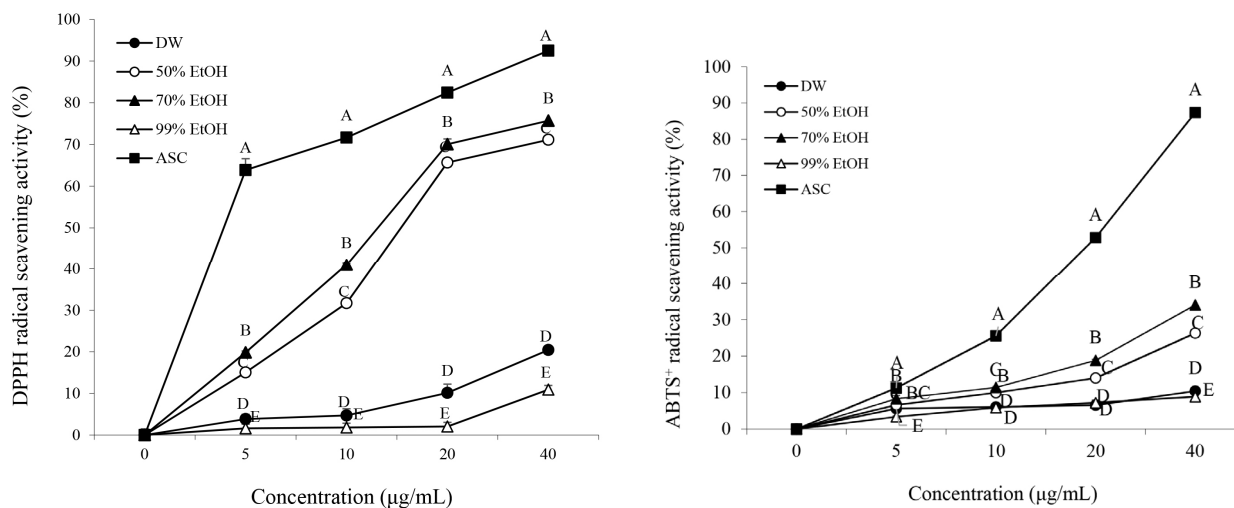 DPPH radical scavening activity (%)
100
90
80
70
60
50
40
30
20
10
0
DW
50% EtOH
70% EtOH
99% EtOH
ASC
A
A
A
A
B
B
B
B
C
C
C
C
D
D
D
D
E
E
E
E
0 5 10 20 40
Concentration (μg/mL)
ABTS+ radical scavening activity (%)
100
90
80
70
60
50
40
30
20
10
0
DW
50% EtOH
70% EtOH
99% EtOH
ASC
A
A
A
A
B
B
B
B
BC
C
C
C
D
D
D
D
D
E
E
0 5 10 20 40
Concentration (μg/mL)